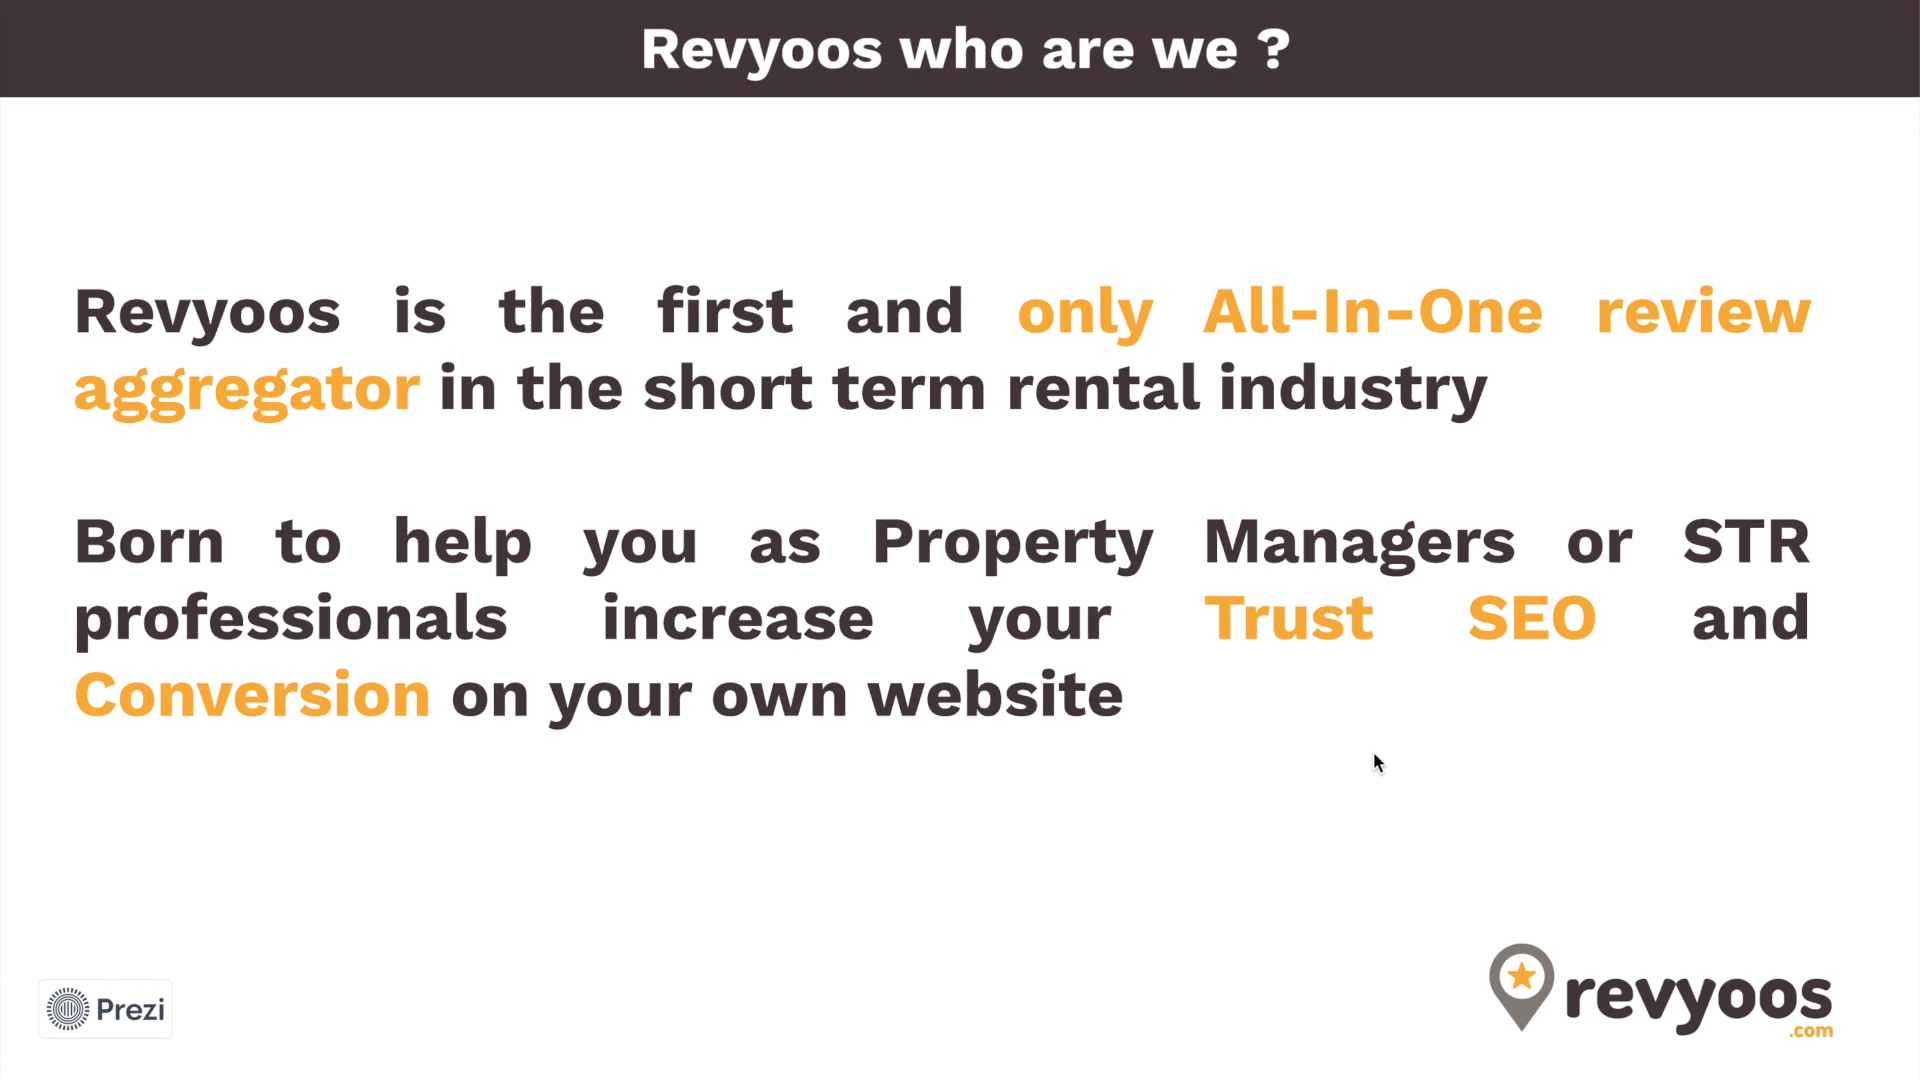 Revyoos who are we ?
Revyoos is the first and only All-In-One review
aggregator in the short term rental industry
Born to help you as Property Managers or STR
professionals increase your Trust SEO and
Conversion on your own website
Prezi
revyoos
.com